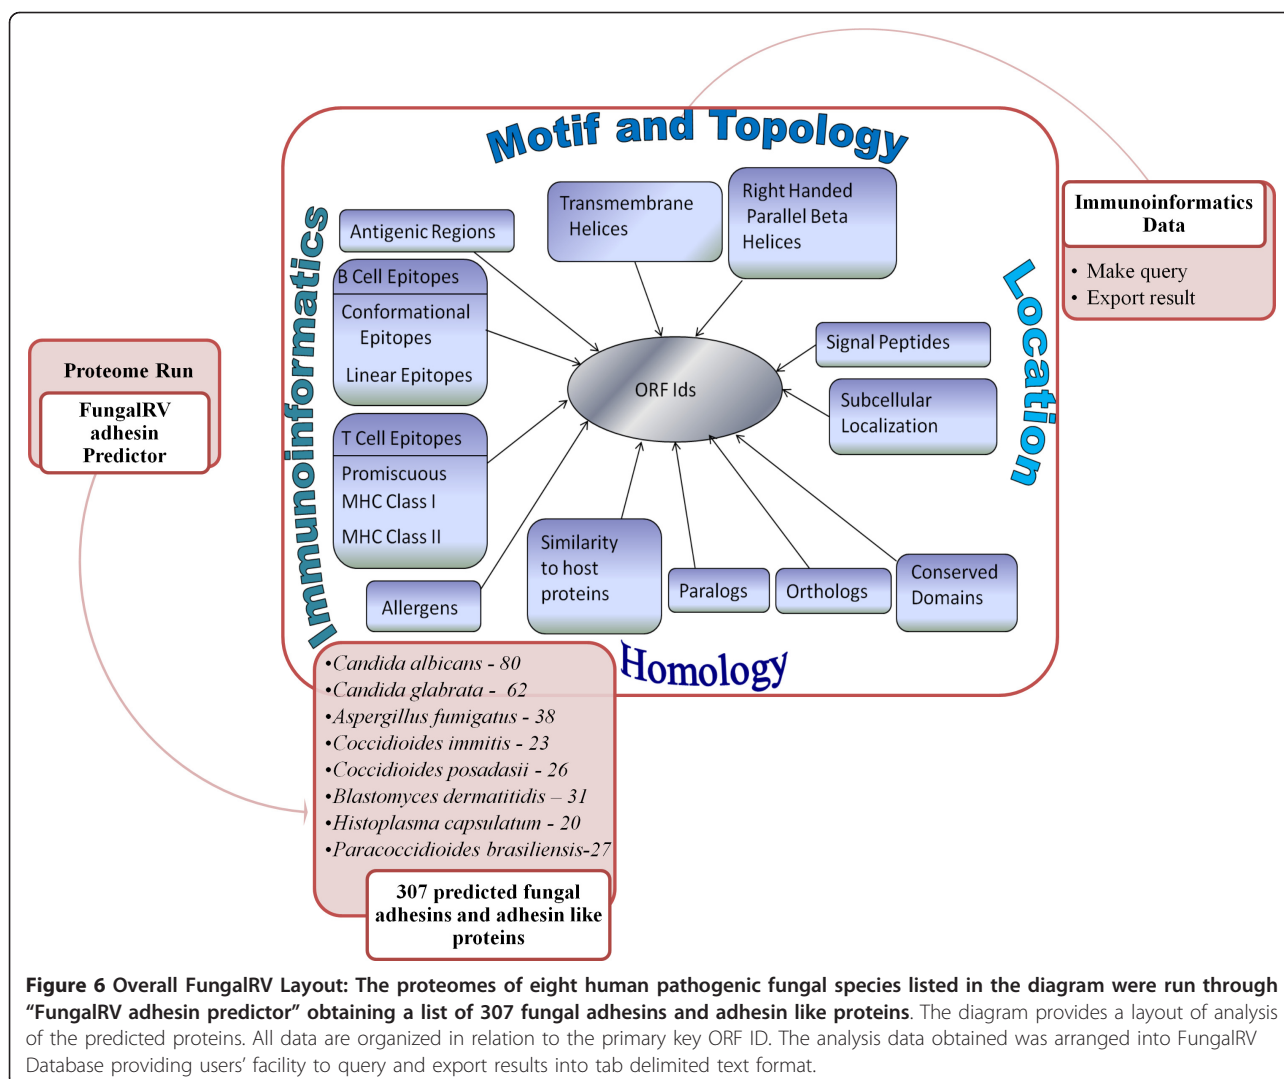 Motif and Topology
Immunoinformatics
Location
Homology
Antigenic Regions
B Cell Epitopes
Conformational
Epitopes
Linear Epitopes
T Cell Epitopes
Promiscuous
MHC Class I
MHC Class II
Allergens
Transmembrane
Helices
Right Handed
Parallel Beta
Helices
Signal Peptides
Subcellular
Localization
ORF Ids
Similarity
to host
proteins
Paralogs
Orthologs
Conserved
Domains
Immunoinformatics
Data
• Make query
• Export result
Proteome Run
FungalRV
adhesin
Predictor
•Candida albicans - 80
•Candida glabrata - 62
•Aspergillus fumigatus - 38
•Coccidioides immitis - 23
•Coccidioides posadasii - 26
•Blastomyces dermatitidis – 31
•Histoplasma capsulatum - 20
•Paracoccidioides brasiliensis-27
307 predicted fungal
adhesins and adhesin like
proteins
Figure 6 Overall FungalRV Layout: The proteomes of eight human pathogenic fungal species listed in the diagram were run through
“FungalRV adhesin predictor” obtaining a list of 307 fungal adhesins and adhesin like proteins. The diagram provides a layout of analysis
of the predicted proteins. All data are organized in relation to the primary key ORF ID. The analysis data obtained was arranged into FungalRV
Database providing users’ facility to query and export results into tab delimited text format.